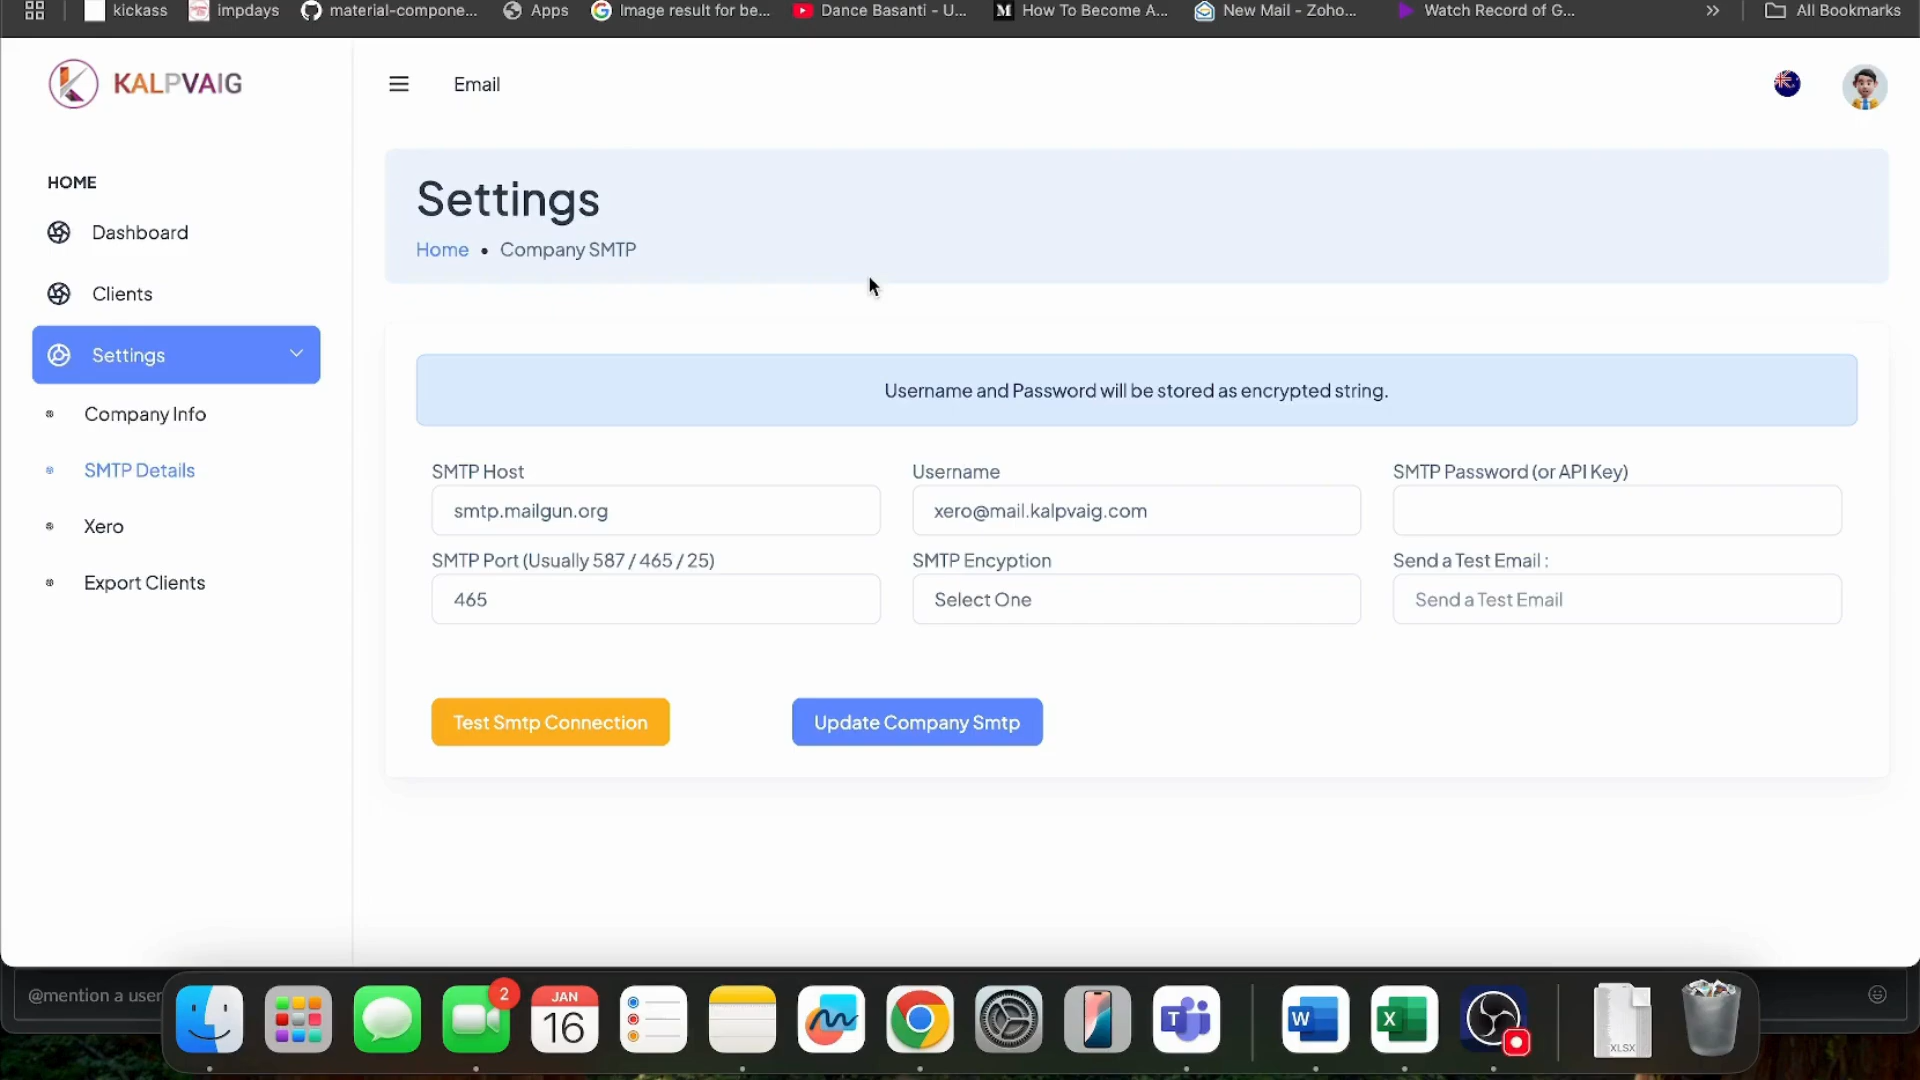 kickass
impdays
material-compone...
Apps
Image result for be...
Dance Basanti - U...
How To Become A...
New Mail - Zoho...
Watch Record of G...
»
All Bookmarks
KALPVAIG
Email
HOME
Dashboard
Clients
Settings
Company Info
SMTP Details
Xero
Export Clients
Settings
Home • Company SMTP
Username and Password will be stored as encrypted string.
SMTP Host
Username
SMTP Password (or API Key)
smtp.mailgun.org
xero@mail.kalpvaig.com
SMTP Port (Usually 587 / 465 / 25)
SMTP Encyption
Send a Test Email :
465
Select One
Send a Test Email
Test Smtp Connection
Update Company Smtp
@mention a user
2
JAN
16
T
W
X
XLSX